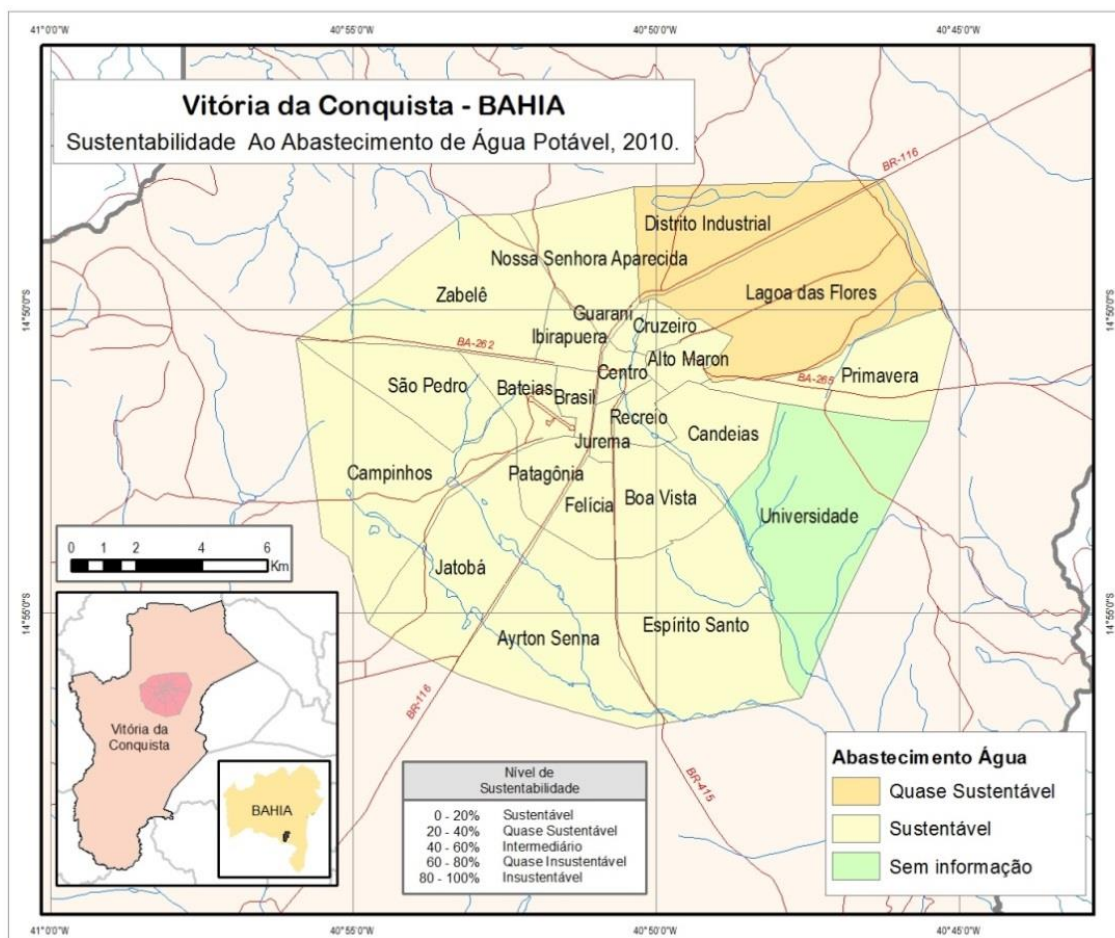 41°0'0"W
40°55'0"W
40°50'0"W
40°45'0"W
Vitória da Conquista - BAHIA
Sustentabilidade Ao Abastecimento de Água Potável, 2010.
BR-116
Distrito Industrial
Nossa Senhora Aparecida
Zabelê
Lagoa das Flores
14°50'0"S
14°50'0"S
Guarani
Cruzeiro
Ibirapuera
BA-262
Alto Maron
Centro
Primavera
BA-265
São Pedro
Bateias
Brasil
Recreio
Candeias
Jurema
Campinhos
Patagônia
Boa Vista
Felícia
Universidade
0 2 4 6
Km
Jatobá
14°55'0"S
14°55'0"S
Espírito Santo
Ayrton Senna
BR-116
BR-415
Vitória da
Conquista
BAHIA
Nível de
Sustentabilidade
0 - 20% Sustentável
20 - 40% Quase Sustentável
40 - 60% Intermediário
60 - 80% Quase Insustentável
80 - 100% Insustentável
Abastecimento Água
Quase Sustentável
Sustentável
Sem informação
41°0'0"W
40°55'0"W
40°50'0"W
40°45'0"W